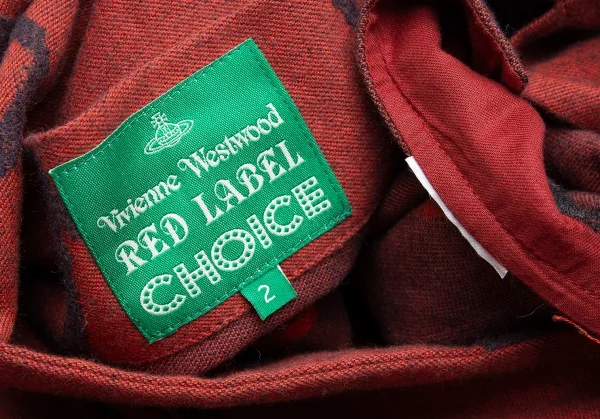 Vivienne Westwood
RED LABEL
CHOICE
2